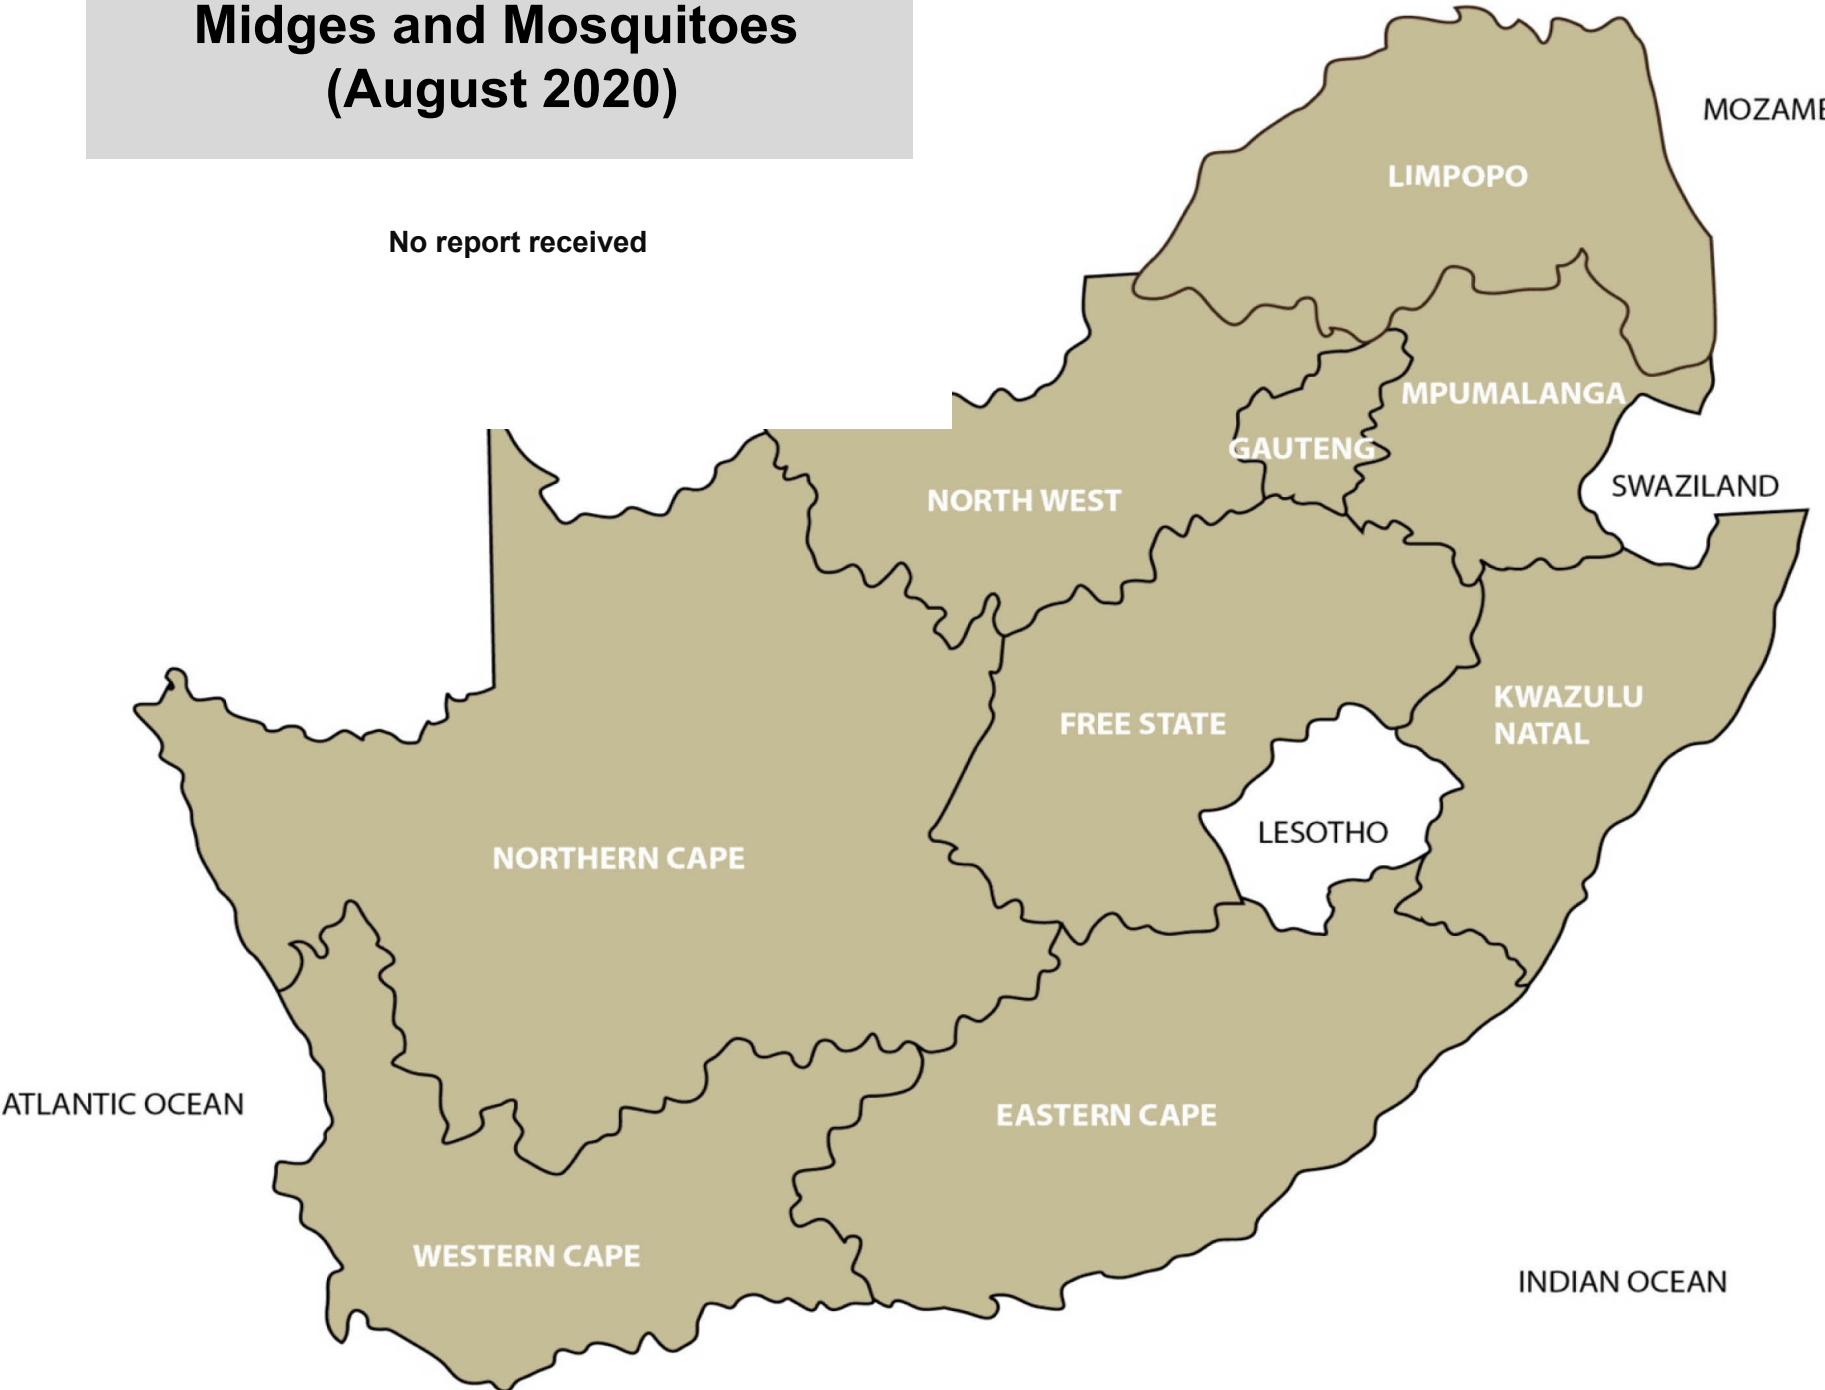 Midges and Mosquitoes
(August 2020)
No report received
MOZAMB
LIMPOPO
MPUMALANGA
GAUTENG
SWAZILAND
NORTH WEST
KWAZULU
NATAL
FREE STATE
LESOTHO
NORTHERN CAPE
ATLANTIC OCEAN
EASTERN CAPE
WESTERN CAPE
INDIAN OCEAN